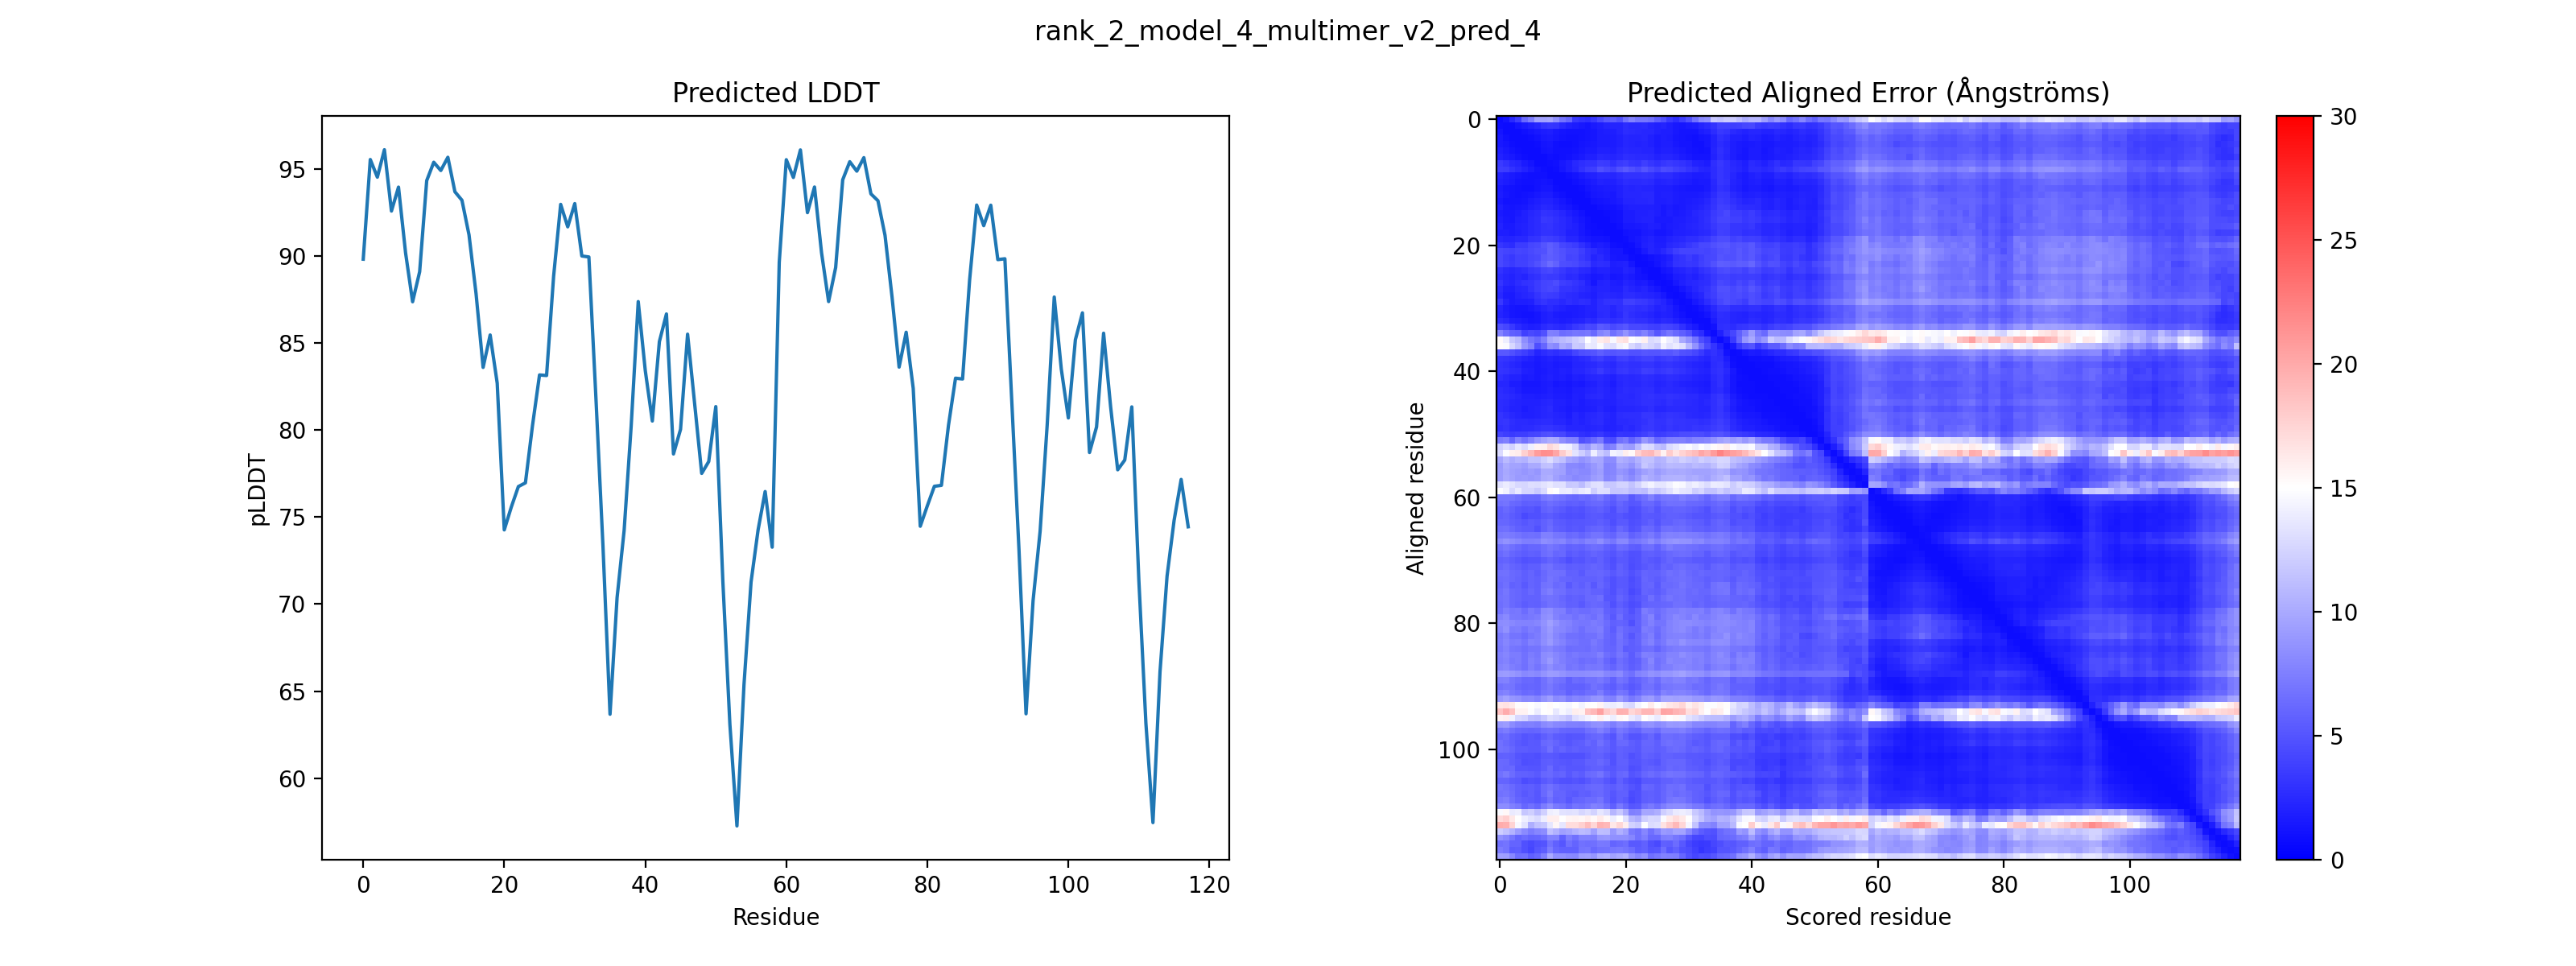 rank_2_model_4_multimer_v2_pred_4
Predicted LDDT
95
90
85
80
75
70
65
60
pLDDT
0 20 40 60 80 100 120
Residue
Predicted Aligned Error (Ångströms)
0
20
40
60
80
100
Aligned residue
0 20 40 60 80 100
Scored residue
30
25
20
15
10
5
0